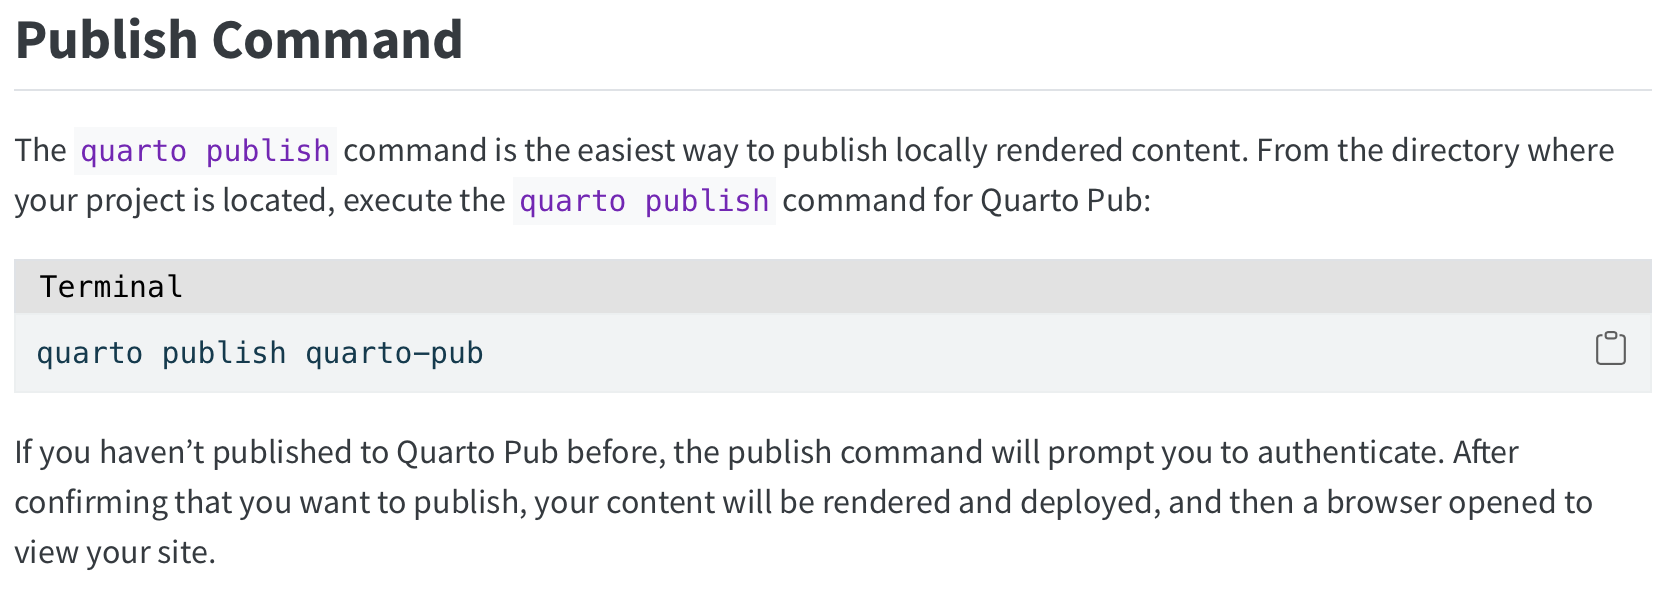 Publish Command
The quarto publish command is the easiest way to publish locally rendered content. From the directory where
your project is located, execute the quarto publish command for Quarto Pub:
Terminal
quarto publish quarto-pub
If you haven’t published to Quarto Pub before, the publish command will prompt you to authenticate. After
confirming that you want to publish, your content will be rendered and deployed, and then a browser opened to
view your site.